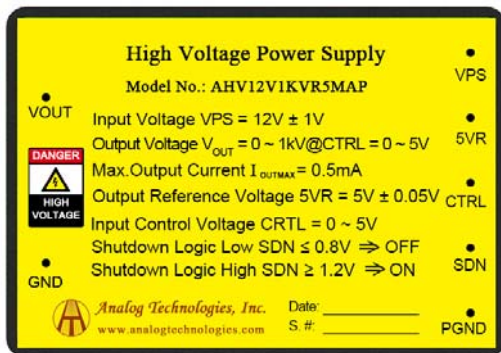 High Voltage Power Supply
Model No.: AHV12V1KVR5MAP
VPS
VOUT
Input Voltage VPS = 12V ± 1V
5VR
Output Voltage VOUT = 0 ~ 1kV@CTRL = 0 ~ 5V
DANGER
HIGH
VOLTAGE
Max.Output Current I OUTMAX = 0.5mA
Output Reference Voltage 5VR = 5V ± 0.05V
CTRL
Input Control Voltage CRTL = 0 ~ 5V
Shutdown Logic Low SDN ≤ 0.8V ⇒ OFF
SDN
Shutdown Logic High SDN ≥ 1.2V ⇒ ON
GND
Analog Technologies, Inc.
www.analogtechnologies.com
Date:
S. #:
PGND